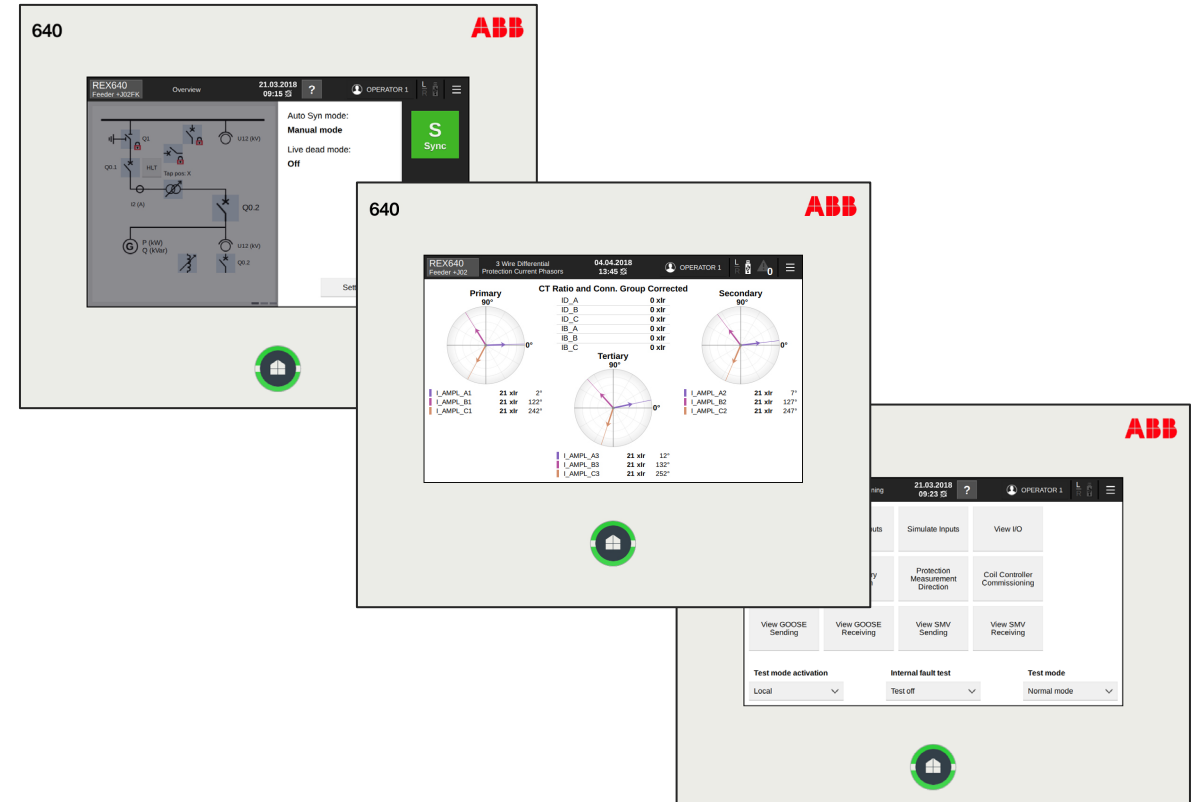 640
ABB
REX640
Feeder +J02FK
Overview
21.03.2018
09:15
?
OPERATOR 1
L
R
Q1
U12 (kV)
Q0.1
HLT
Tap pos: X
I2 (A)
Q0.2
G
P (kW)
Q (kVar)
U12 (kV)
Q0.2
Auto Syn mode:
Manual mode
Live dead mode:
Off
S
Sync
Sett
640
ABB
REX640
Feeder +J02
3 Wire Differential
Protection Current Phasors
04.04.2018
13:45
OPERATOR 1
L
R
0
CT Ratio and Conn. Group Corrected
Primary
90°
0°
ID_A 0 xIr
ID_B 0 xIr
ID_C 0 xIr
IB_A 0 xIr
IB_B 0 xIr
IB_C 0 xIr
Secondary
90°
0°
Tertiary
90°
0°
I_AMPL_A1 21 xIr 2°
I_AMPL_B1 21 xIr 122°
I_AMPL_C1 21 xIr 242°
I_AMPL_A2 21 xIr 7°
I_AMPL_B2 21 xIr 127°
I_AMPL_C2 21 xIr 247°
I_AMPL_A3 21 xIr 12°
I_AMPL_B3 21 xIr 132°
I_AMPL_C3 21 xIr 252°
ABB
ning
21.03.2018
09:23
?
OPERATOR 1
L
R
uts
Simulate Inputs
View I/O
ry
Protection
Measurement
Direction
Coil Controller
Commissioning
View GOOSE
Sending
View GOOSE
Receiving
View SMV
Sending
View SMV
Receiving
Test mode activation
Internal fault test
Test mode
Local
Test off
Normal mode